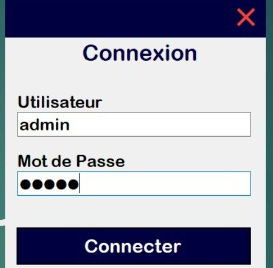 Connexion
Utilisateur
admin
Mot de Passe
●●●●●
Connecter